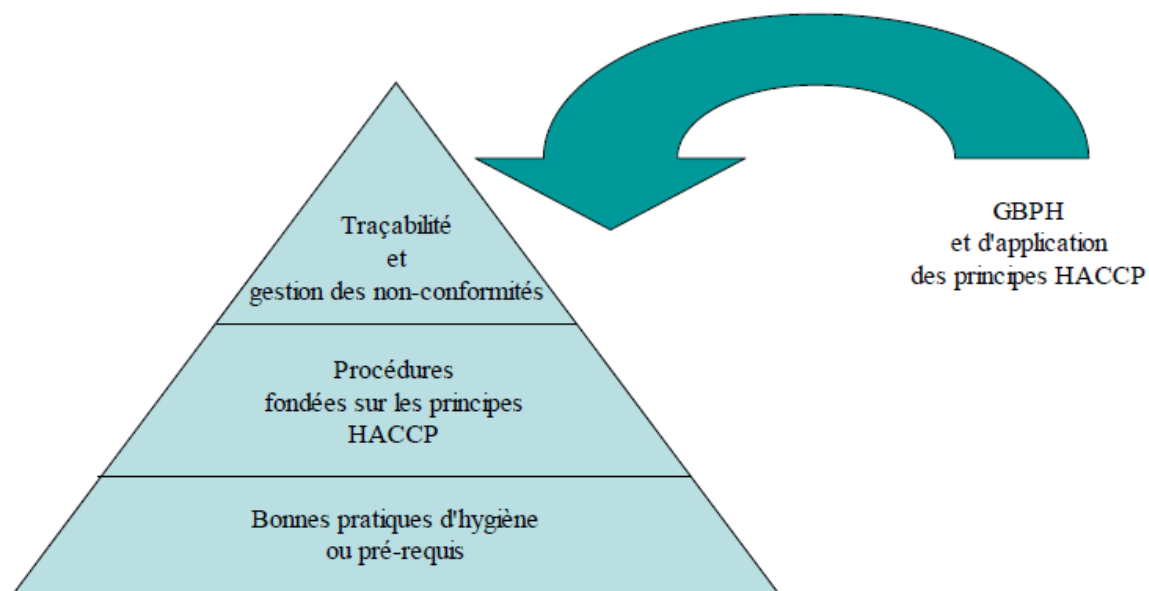 Traçabilité
et
gestion des non-conformités
Procédures
fondées sur les principes
HACCP
Bonnes pratiques d'hygiène
ou pré-requis
GBPH
et d'application
des principes HACCP